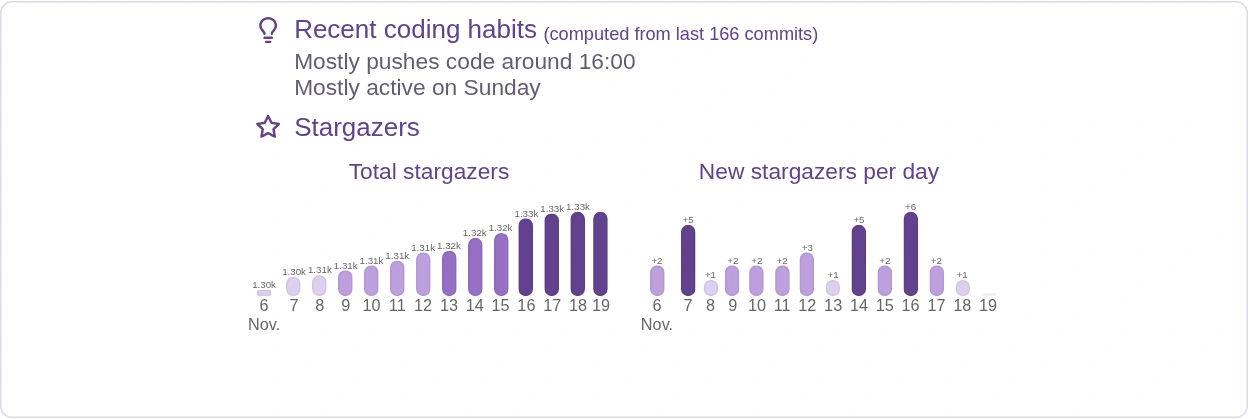 Recent coding habits (computed from last 166 commits)
Mostly pushes code around 16:00
Mostly active on Sunday
Stargazers
Total stargazers
1.30k 1.30k 1.31k 1.31k 1.31k 1.31k 1.31k 1.32k 1.32k 1.32k 1.33k 1.33k 1.33k
6 7 8 9 10 11 12 13 14 15 16 17 18 19
Nov.
New stargazers per day
+2 +5 +1 +2 +2 +2 +3 +1 +5 +2 +6 +2 +1
6 7 8 9 10 11 12 13 14 15 16 17 18 19
Nov.